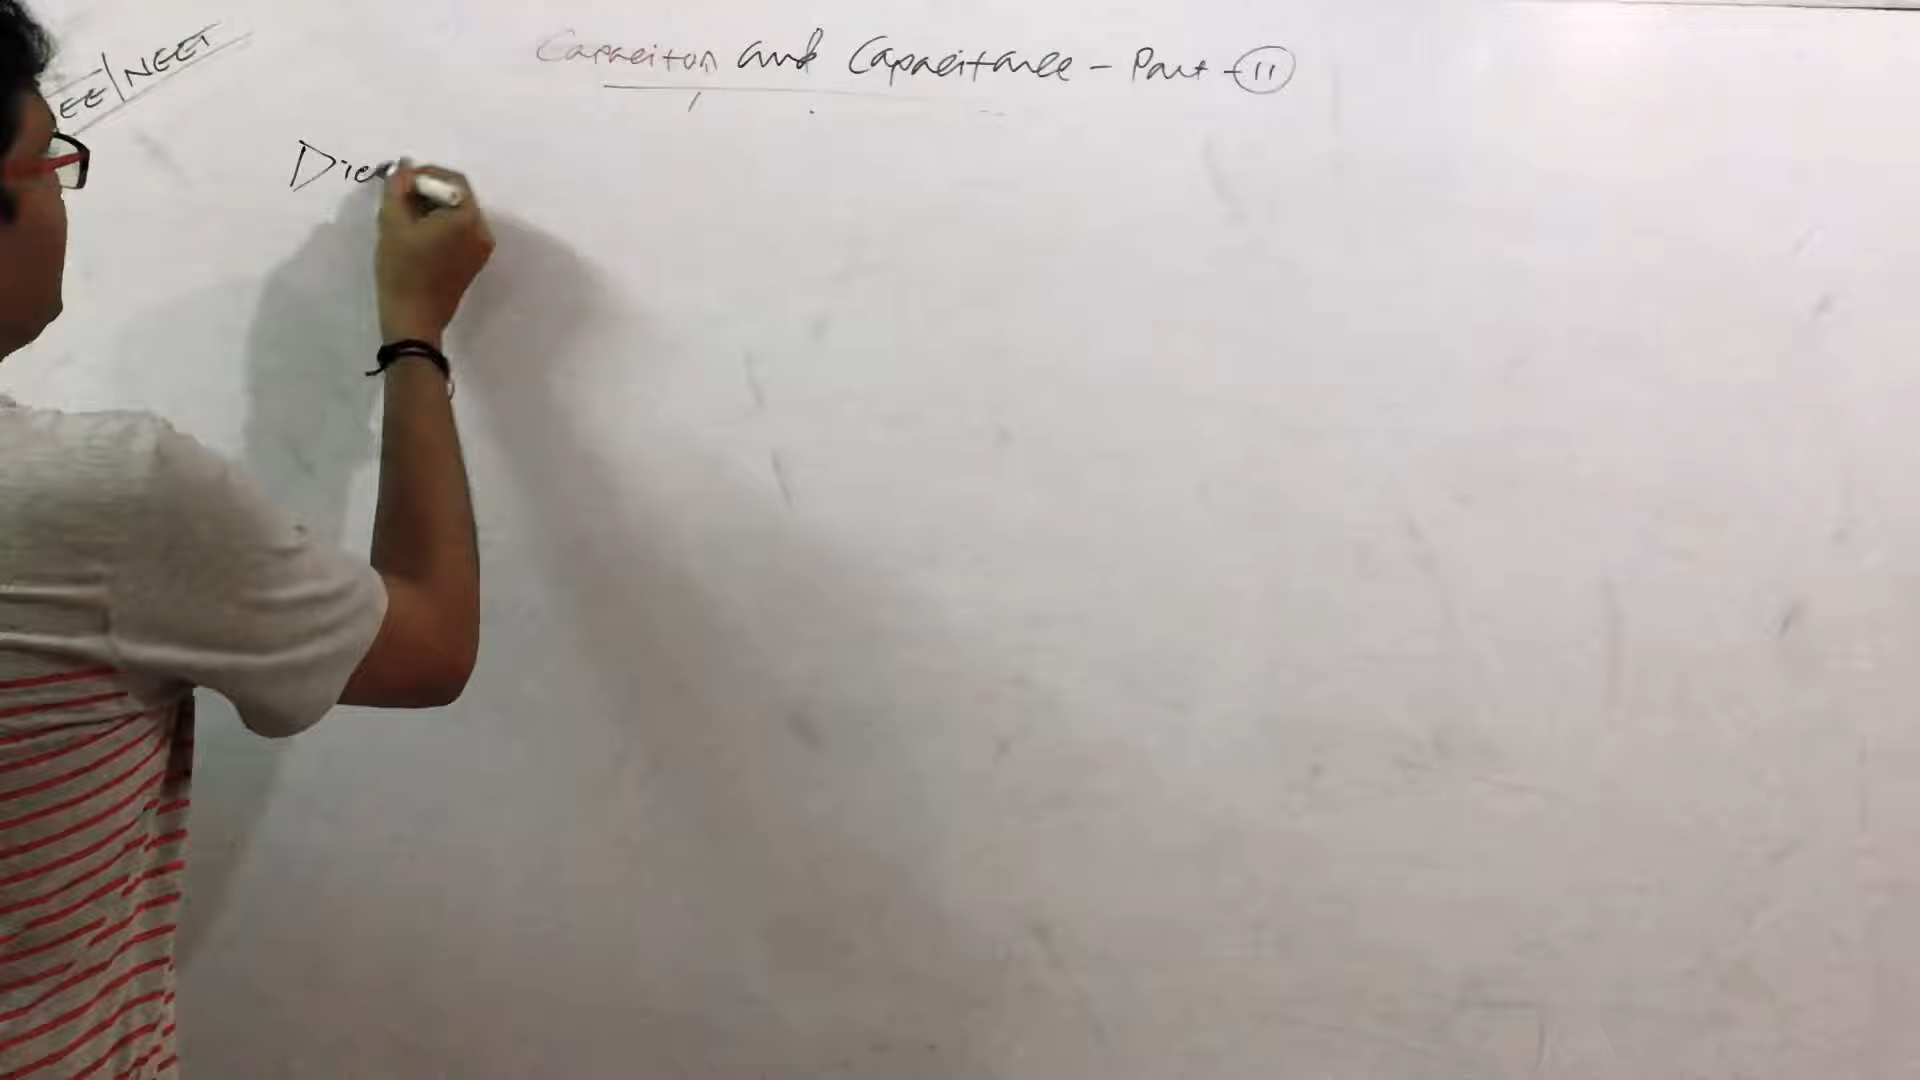 EE/NEET
Capacitor and Capacitance - Part - 11
Die